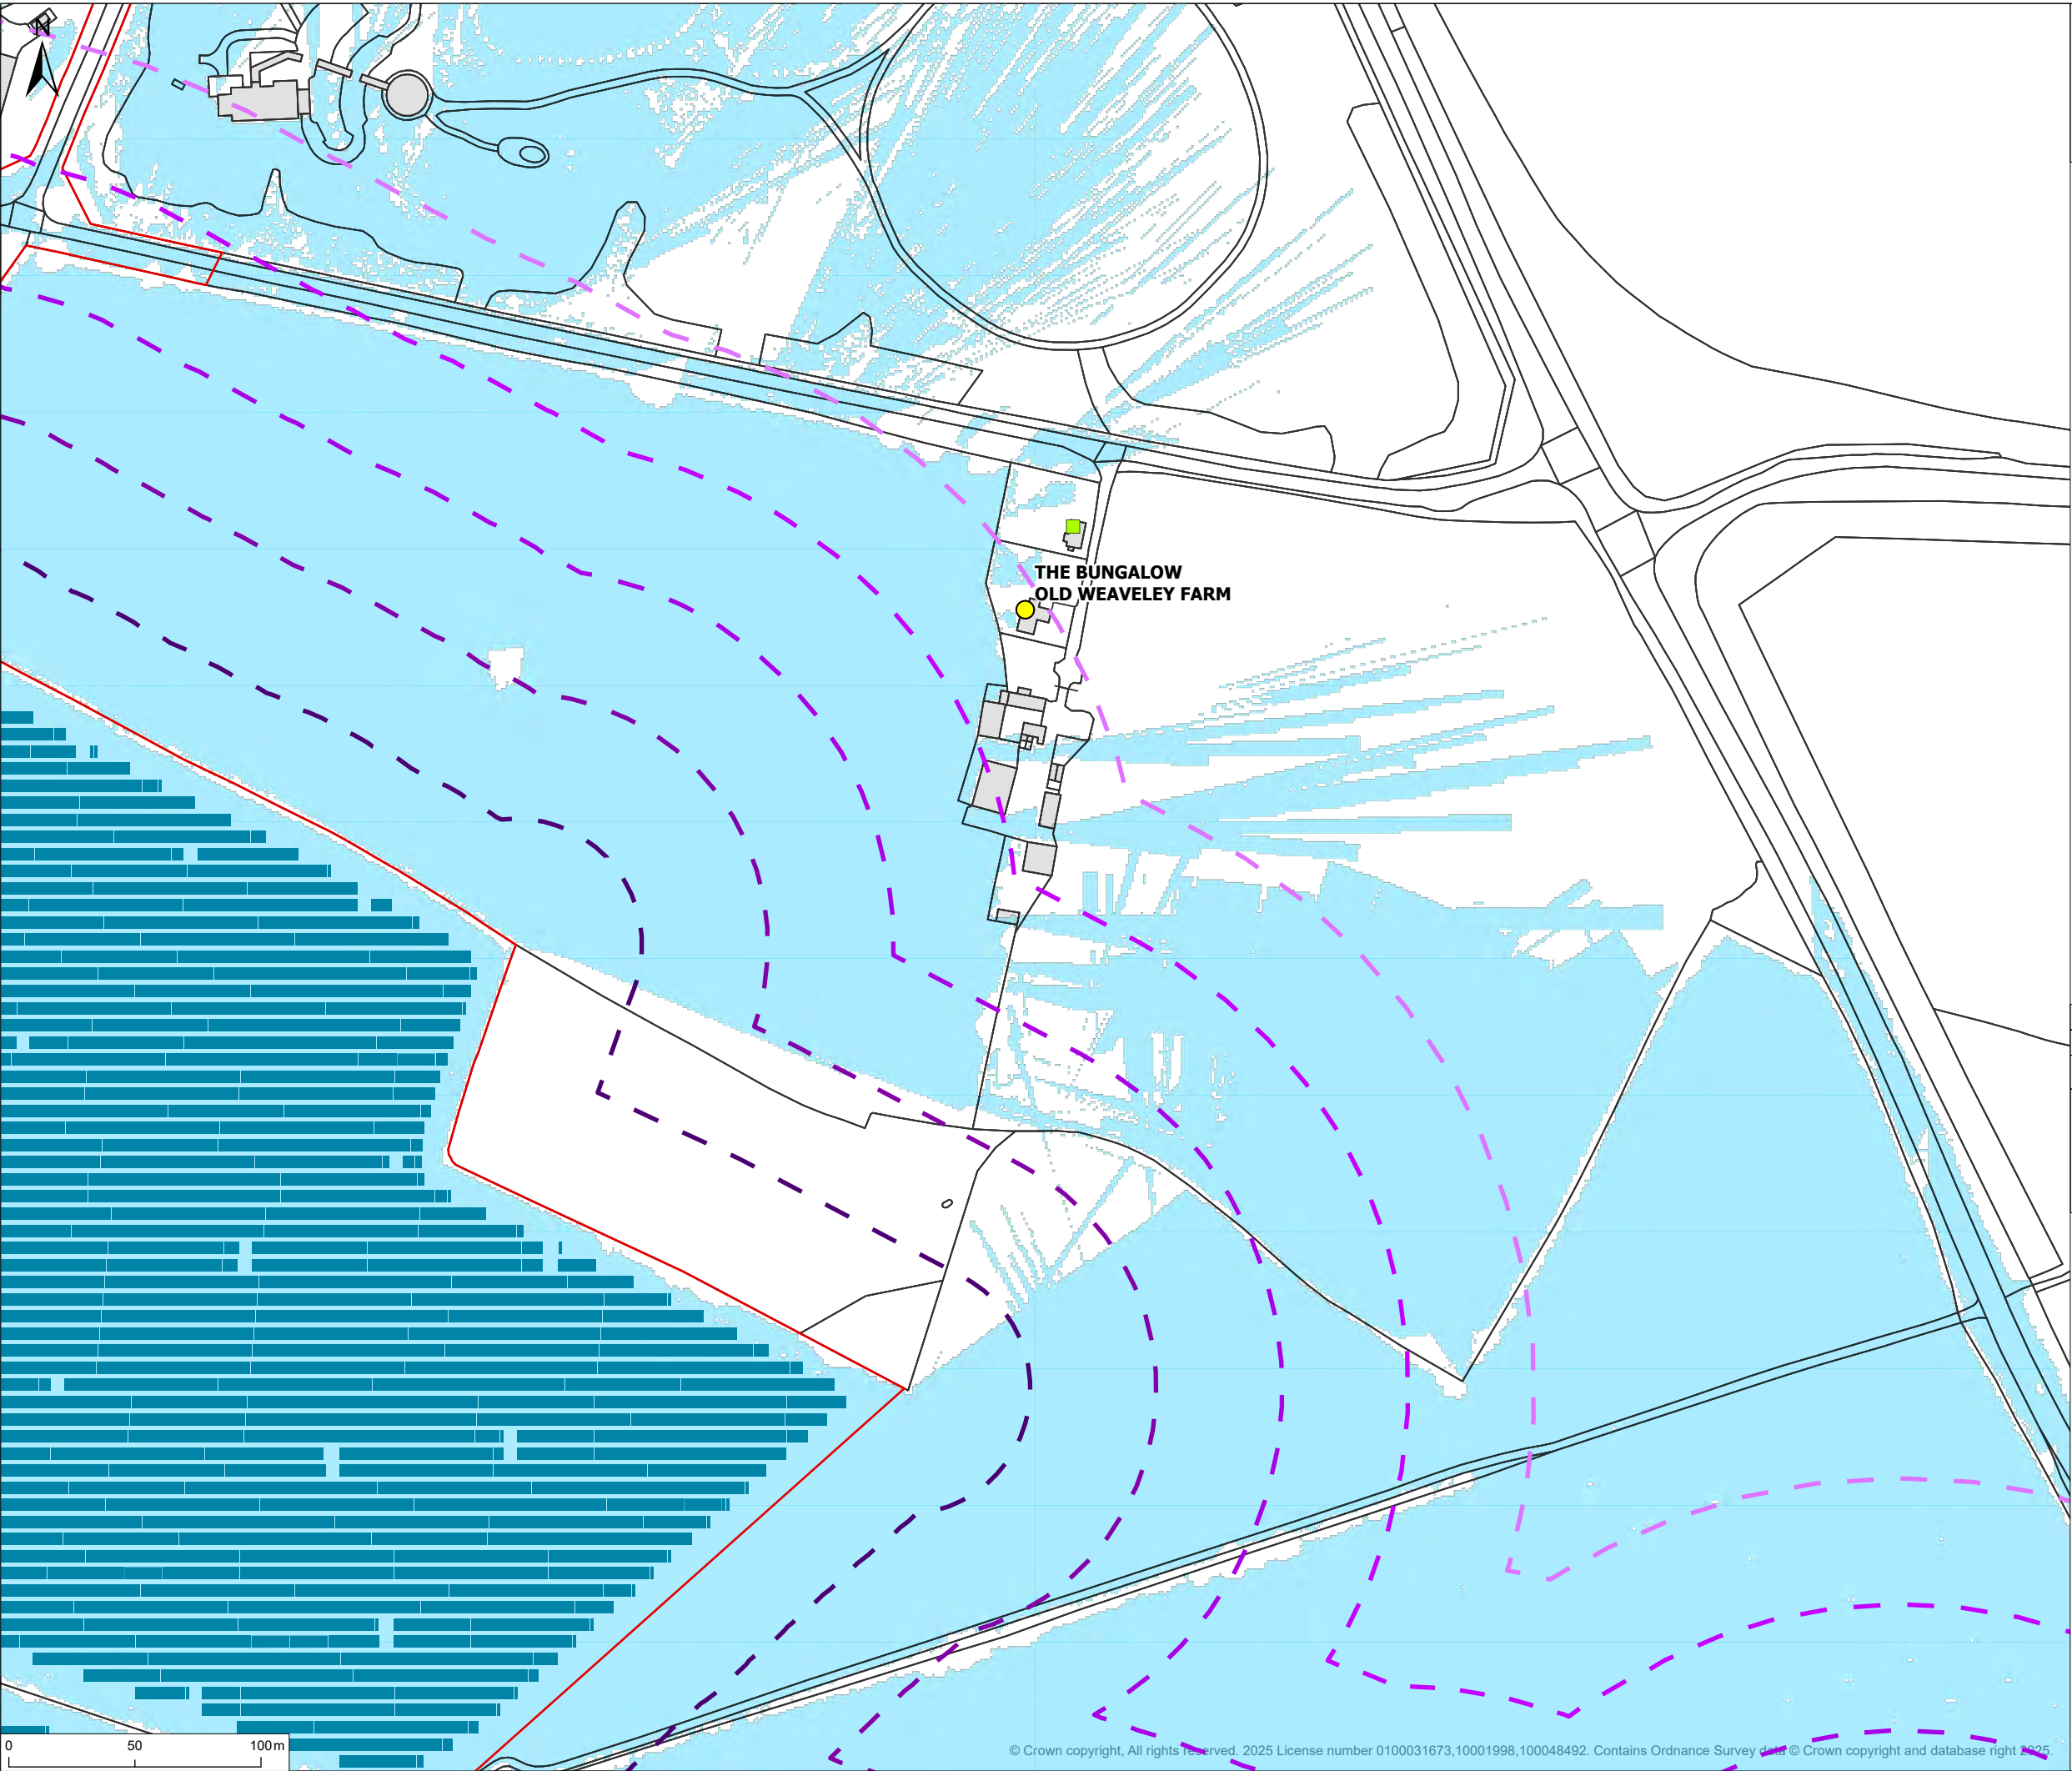 N
THE BUNGALOW
OLD WEAVELEY FARM
0 50 100m
© Crown copyright, All rights reserved. 2025 License number 0100031673,10001998,100048492. Contains Ordnance Survey data © Crown copyright and database right 2025.